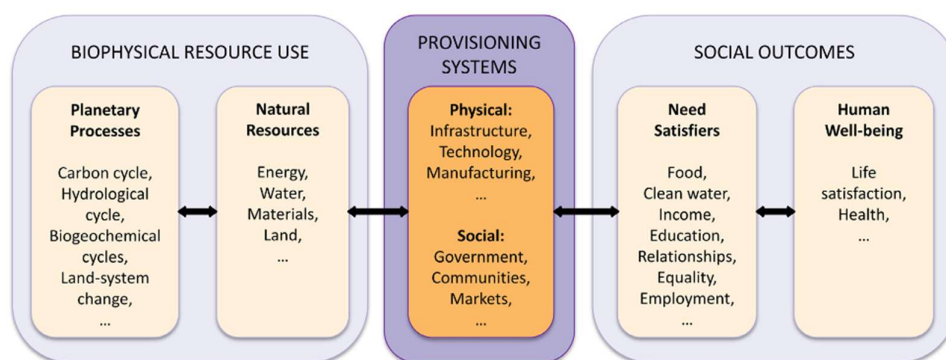 BIOPHYSICAL RESOURCE USE
Planetary
Processes
Carbon cycle,
Hydrological
cycle,
Biogeochemical
cycles,
Land-system
change,
...
Natural
Resources
Energy,
Water,
Materials,
Land,
...
PROVISIONING
SYSTEMS
Physical:
Infrastructure,
Technology,
Manufacturing,
...
Social:
Government,
Communities,
Markets,
...
SOCIAL OUTCOMES
Need
Satisfiers
Food,
Clean water,
Income,
Education,
Relationships,
Equality,
Employment,
...
Human
Well-being
Life
satisfaction,
Health,
...